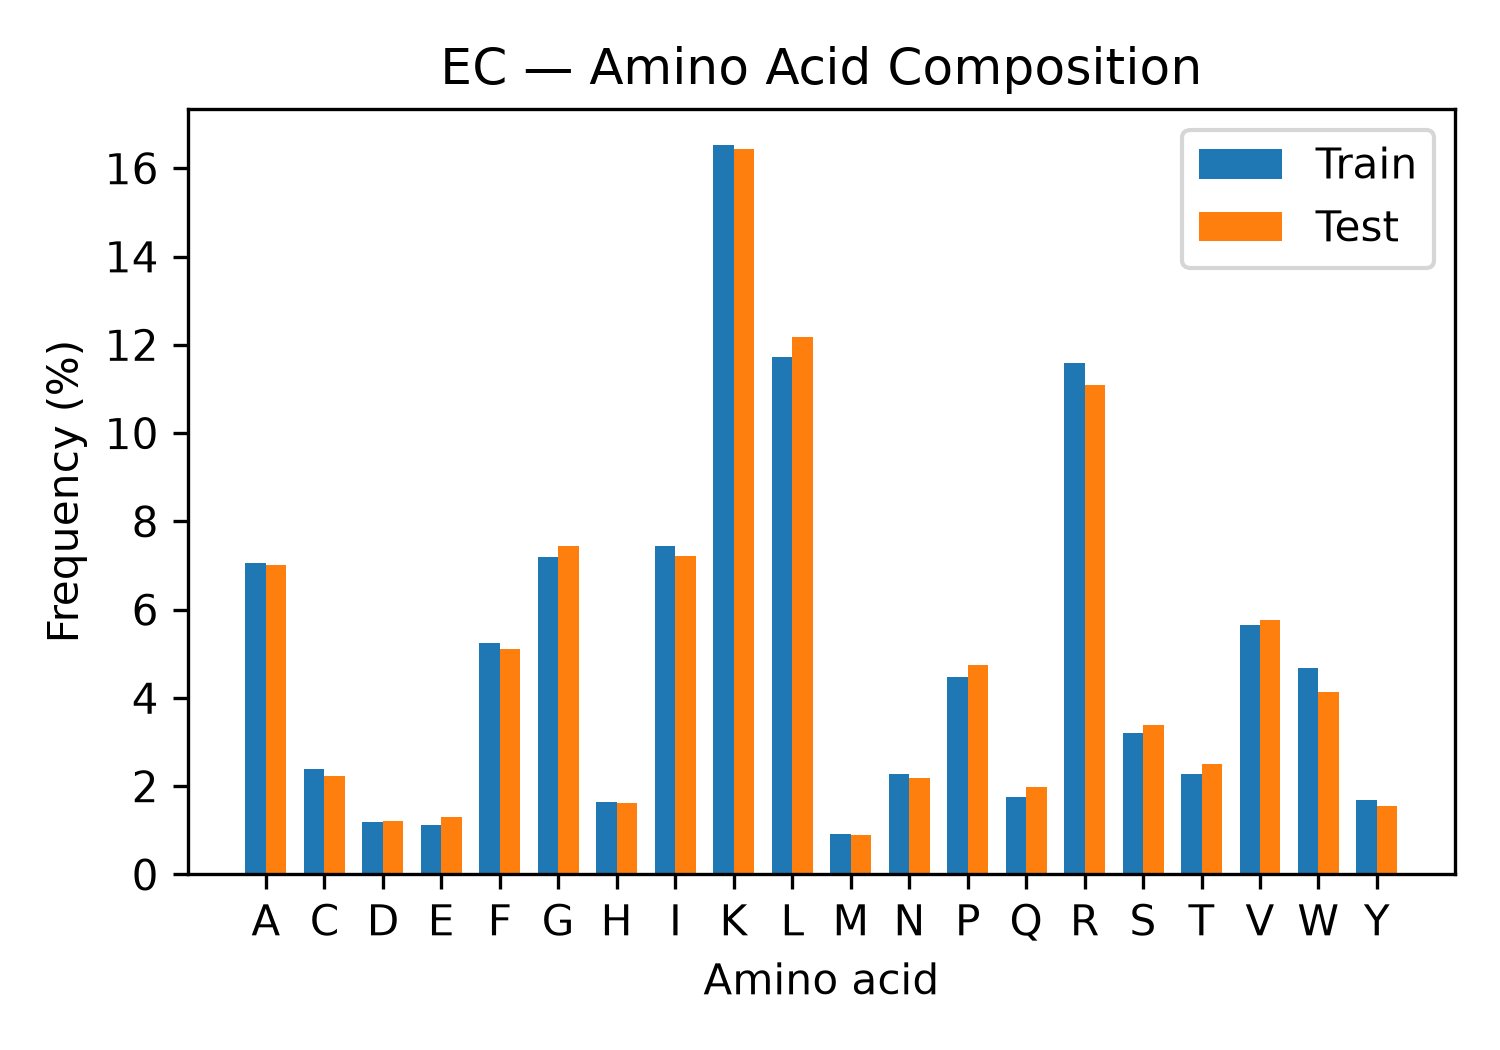 EC — Amino Acid Composition
Train
Test
Frequency (%)
16
14
12
10
8
6
4
2
0
A C D E F G H I K L M N P Q R S T V W Y
Amino acid